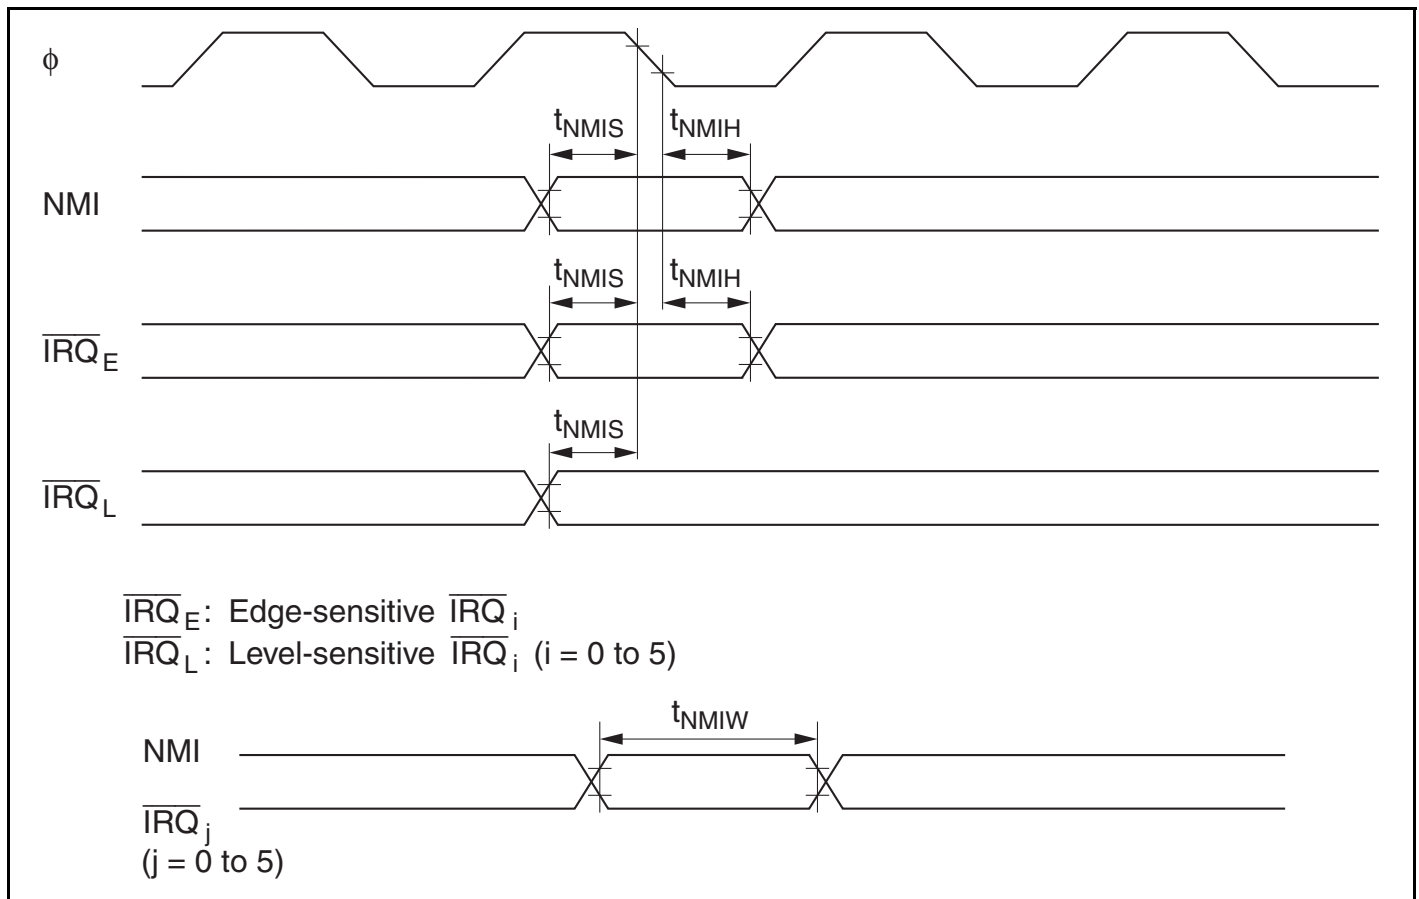 ϕ
tNMIS tNMIH
NMI
tNMIS tNMIH
IRQE
tNMIS
IRQL
IRQE: Edge-sensitive IRQi
IRQL: Level-sensitive IRQi (i = 0 to 5)
tNMIW
NMI
IRQj
(j = 0 to 5)